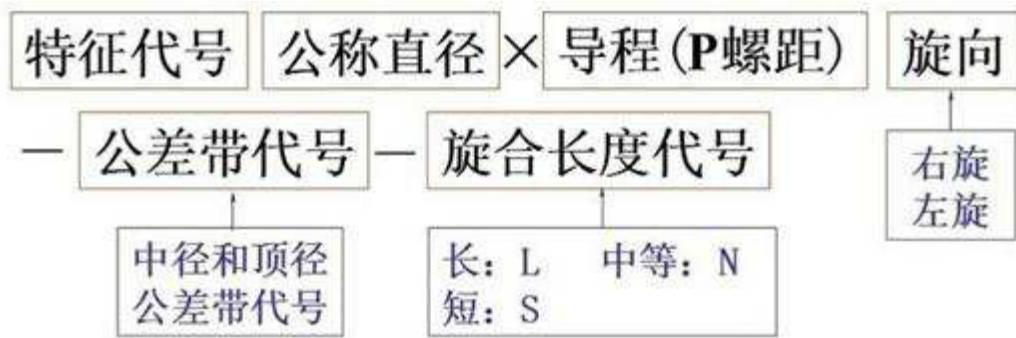 特征代号 公称直径×导程(P螺距) 旋向
— 公差带代号 — 旋合长度代号
右旋
左旋
中径和顶径
公差带代号
长: L 中等: N
短: S